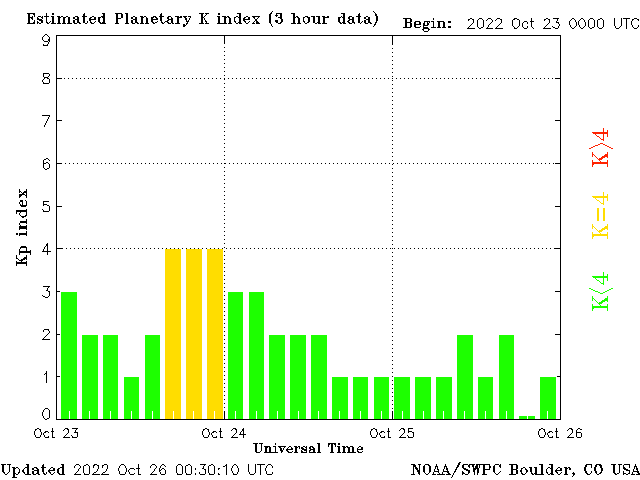 Estimated Planetary K index (3 hour data)
Begin: 2022 Oct 23 0000 UTC
9
8
7
6
5
4
3
2
1
0
Kp index
K>4
K=4
K<4
Oct 23
Oct 24
Oct 25
Oct 26
Universal Time
Updated 2022 Oct 26 00:30:10 UTC
NOAA/SWPC Boulder, CO USA